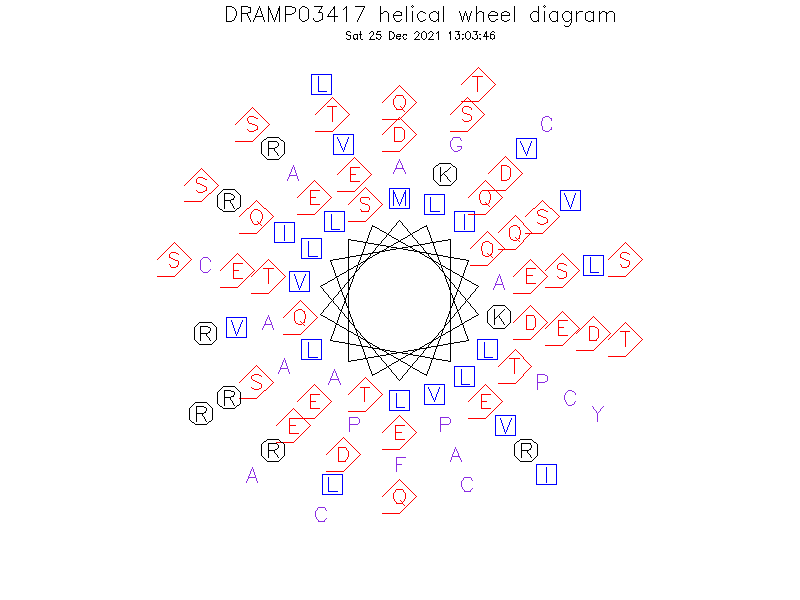 DRAMP03417 helical wheel diagram
Sat 25 Dec 2021 13:03:46
L T
Q
T S
S C
D
R V G V
A E A K D
S
R E S M L Q V
Q L I S
I Q
L Q
S C L S
E T V A E S
R V A Q K D E D T
L L
A T
S A L P
R E T L V E C
R Y
E P E P V
R D A R
F
A I
L C
Q
C